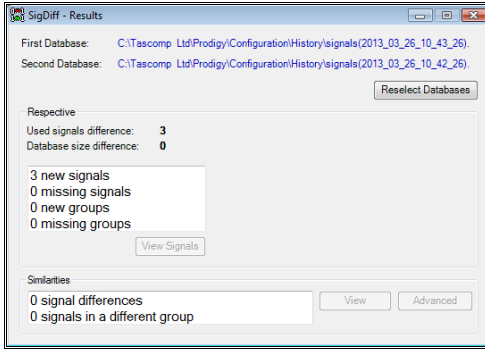 SigDiff - Results
First Database: C:\Tascomp Ltd\Prodigy\Configuration\History\signals(2013_03_26_10_43_26).
Second Database: C:\Tascomp Ltd\Prodigy\Configuration\History\signals(2013_03_26_10_42_26).
Reselect Databases
Respective
Used signals difference: 3
Database size difference: 0
3 new signals
0 missing signals
0 new groups
0 missing groups
View Signals
Similarities
0 signal differences
0 signals in a different group
View
Advanced